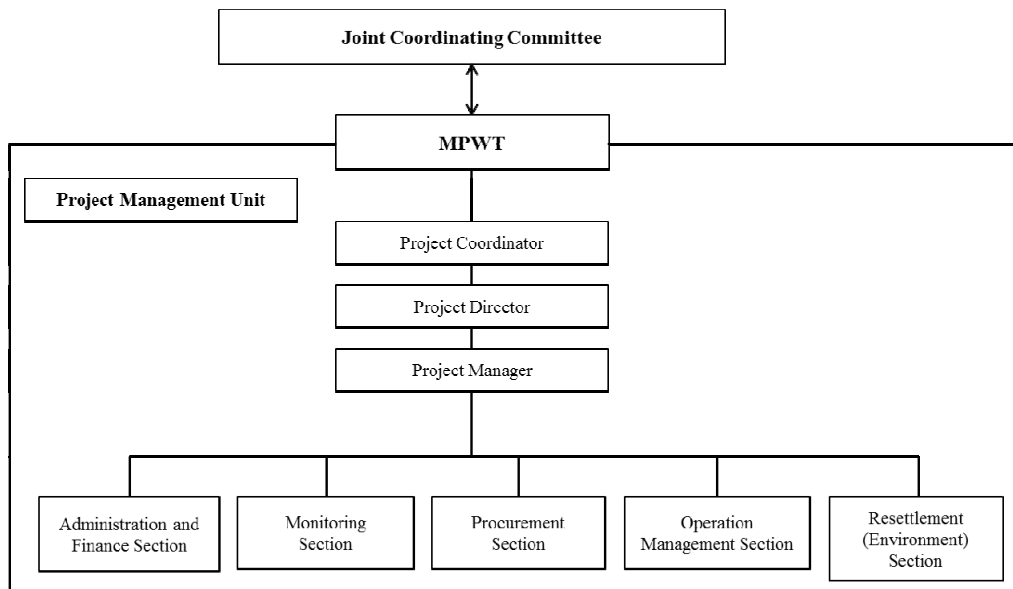 Joint Coordinating Committee
MPWT
Project Management Unit
Project Coordinator
Project Director
Project Manager
Administration and
Finance Section
Monitoring
Section
Procurement
Section
Operation
Management Section
Resettlement
(Environment)
Section